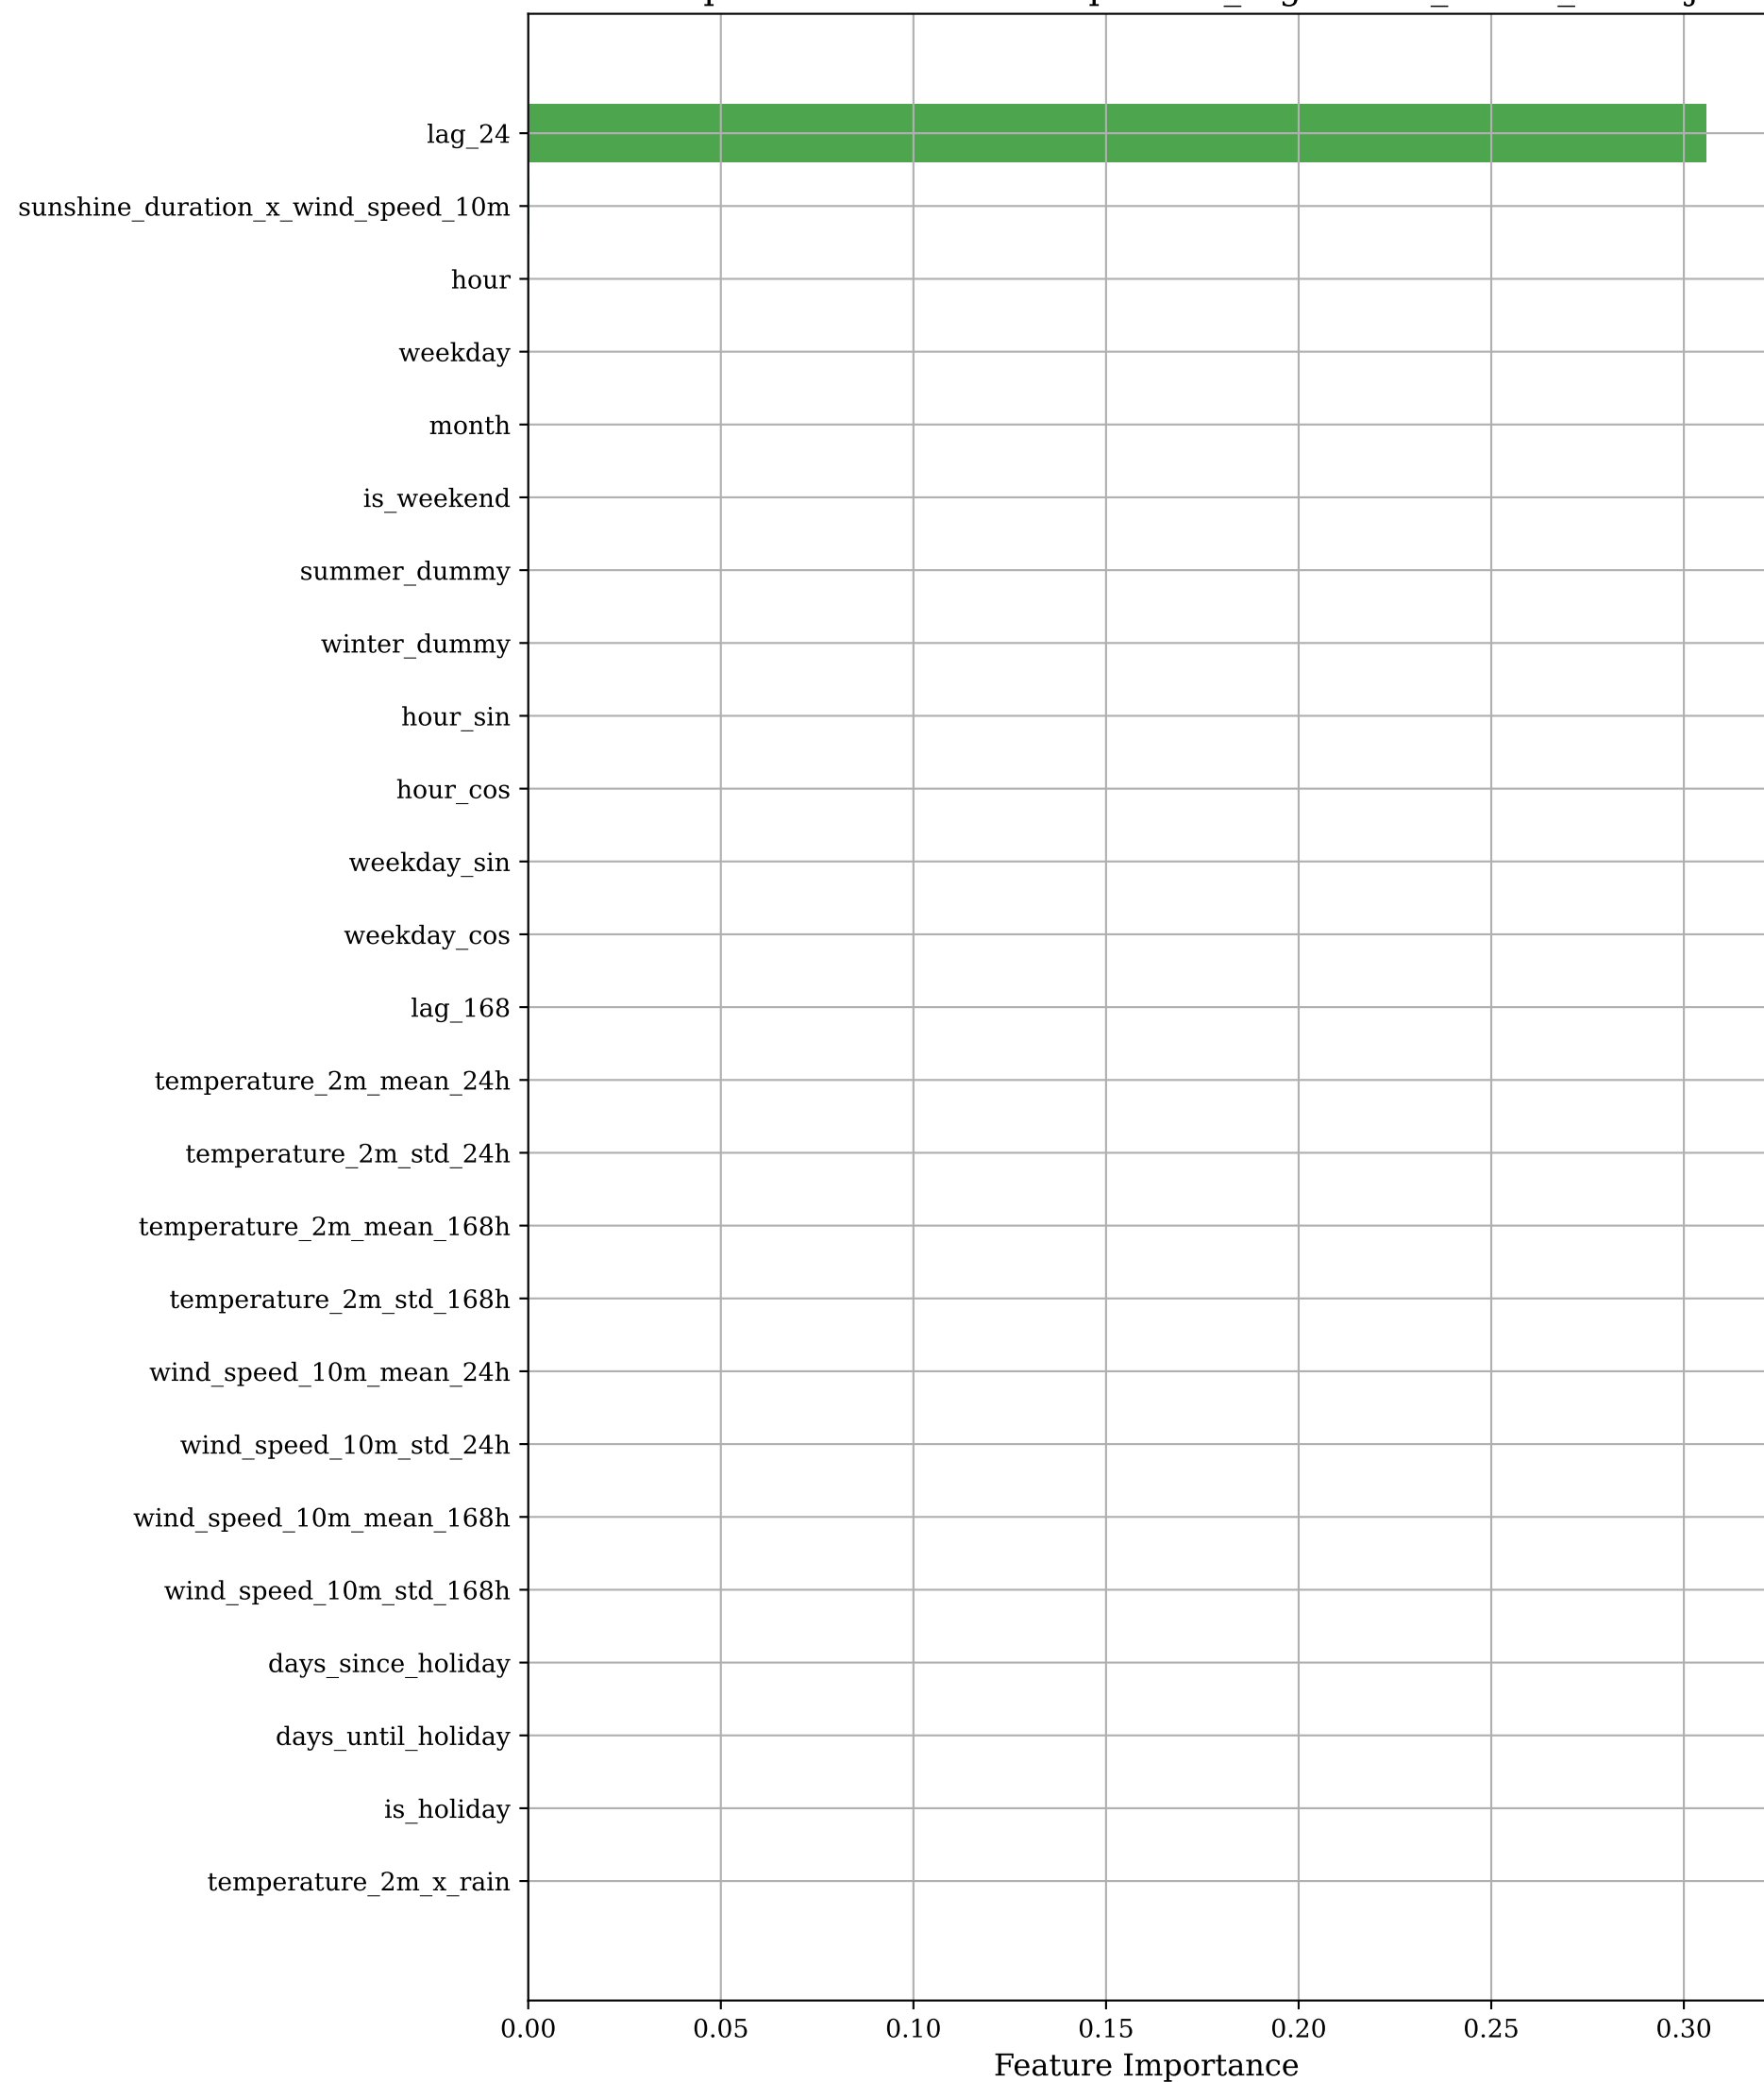 lag_24
sunshine_duration_x_wind_speed_10m
hour
weekday
month
is_weekend
summer_dummy
winter_dummy
hour_sin
hour_cos
weekday_sin
weekday_cos
lag_168
temperature_2m_mean_24h
temperature_2m_std_24h
temperature_2m_mean_168h
temperature_2m_std_168h
wind_speed_10m_mean_24h
wind_speed_10m_std_24h
wind_speed_10m_mean_168h
wind_speed_10m_std_168h
days_since_holiday
days_until_holiday
is_holiday
temperature_2m_x_rain
0.00 0.05 0.10 0.15 0.20 0.25 0.30
Feature Importance